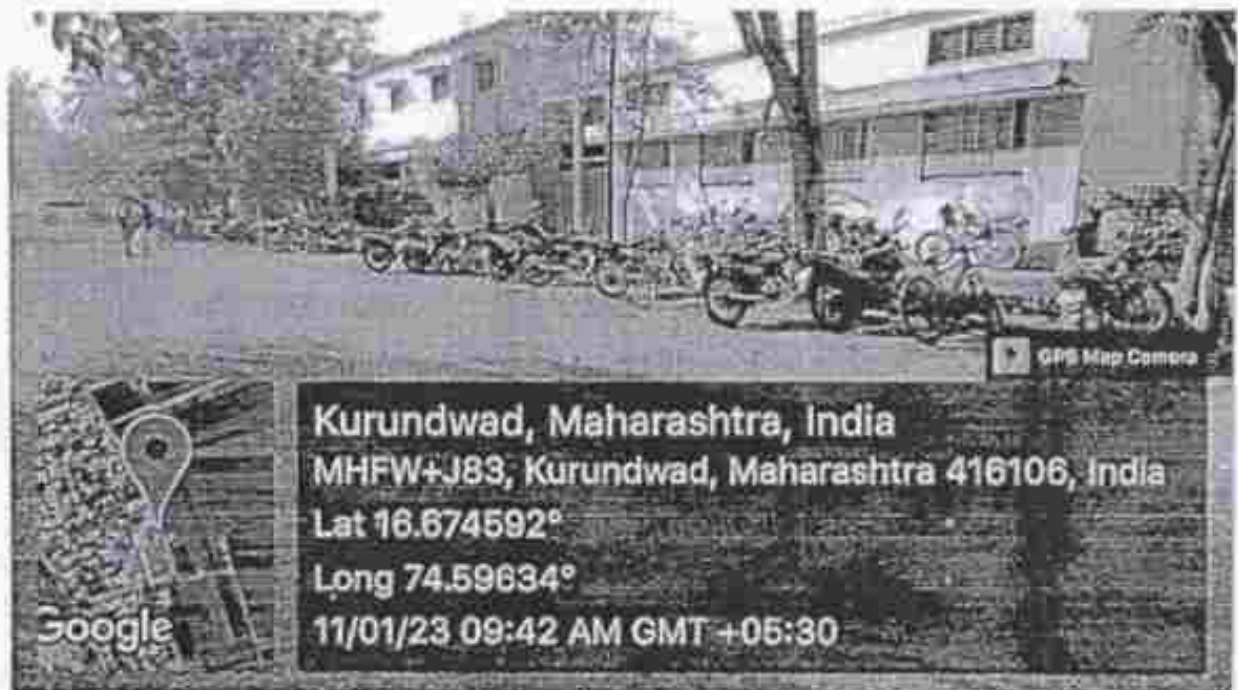 GPS Map Camera
Kurundwad, Maharashtra, India
MHFW+J83, Kurundwad, Maharashtra 416106, India
Lat 16.674592°
Long 74.59634°
11/01/23 09:42 AM GMT +05:30
Google